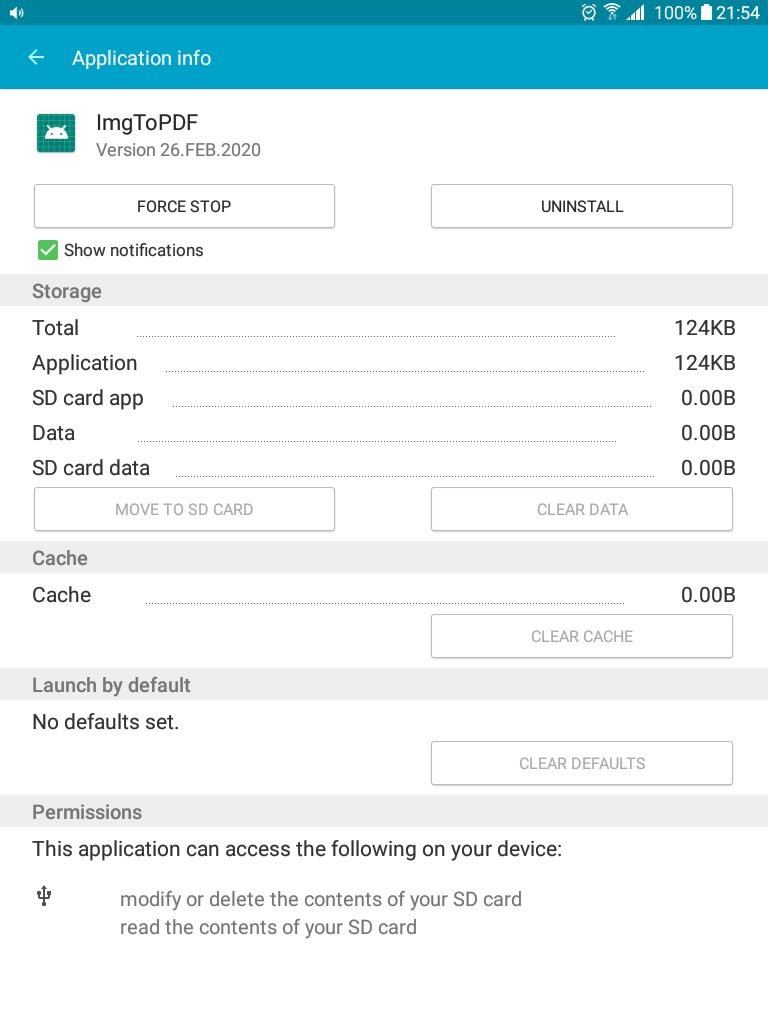 100% 21:54
Application info
ImgToPDF
Version 26.FEB.2020
FORCE STOP UNINSTALL
Show notifications
Storage
Total 124KB
Application 124KB
SD card app 0.00B
Data 0.00B
SD card data 0.00B
MOVE TO SD CARD CLEAR DATA
Cache
Cache 0.00B
CLEAR CACHE
Launch by default
No defaults set.
CLEAR DEFAULTS
Permissions
This application can access the following on your device:
modify or delete the contents of your SD card
read the contents of your SD card